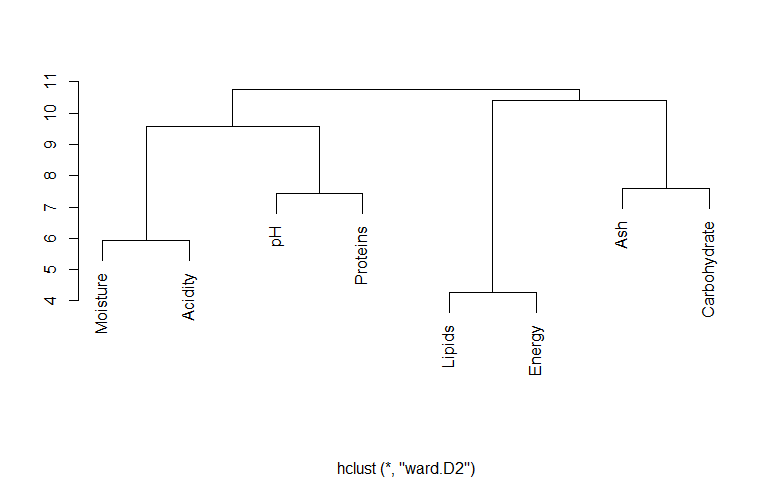 11
10
9
8
7
6
5
4
Moisture
Acidity
pH
Proteins
Lipids
Energy
Ash
Carbohydrate
hclust (*, "ward.D2")